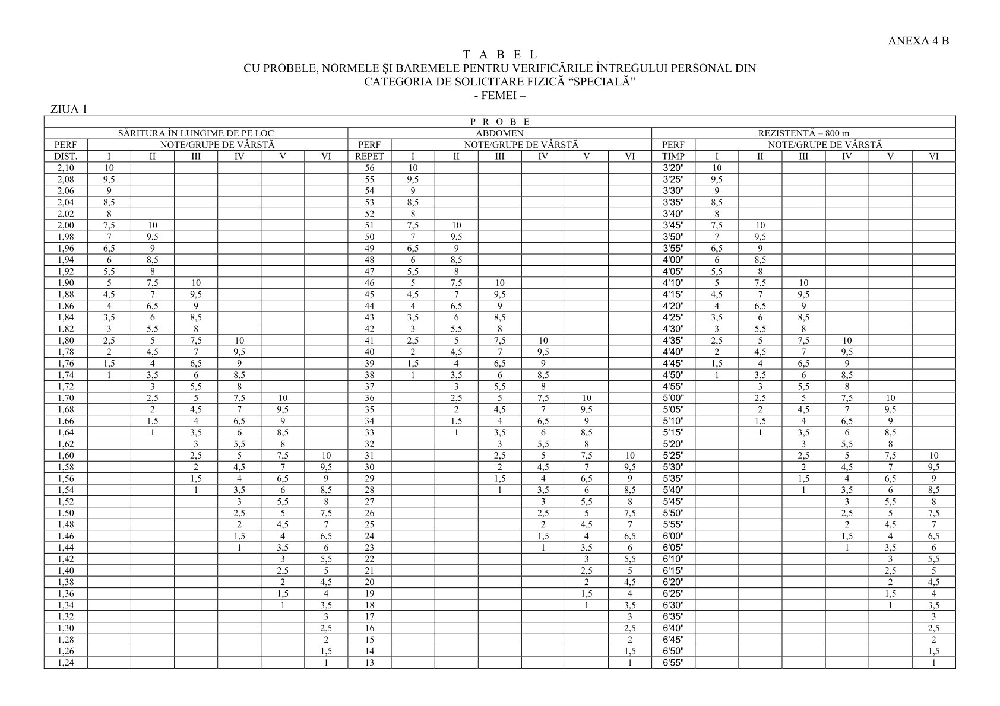 ANEXA 4 B
T A B E L
CU PROBELE, NORMELE ŞI BAREMELE PENTRU VERIFICĂRILE ÎNTREGULUI PERSONAL DIN
CATEGORIA DE SOLICITARE FIZICĂ “SPECIALĂ”
- FEMEI –
ZIUA 1
P R O B E
SĂRITURA ÎN LUNGIME DE PE LOC ABDOMEN REZISTENTĂ – 800 m
PERF NOTE/GRUPE DE VÂRSTĂ PERF NOTE/GRUPE DE VÂRSTĂ PERF NOTE/GRUPE DE VÂRSTĂ
DIST. I II III IV V VI REPET I II III IV V VI TIMP I II III IV V VI
2,10 10 56 10 3'20" 10
2,08 9,5 55 9,5 3'25" 9,5
2,06 9 54 9 3'30" 9
2,04 8,5 53 8,5 3'35" 8,5
2,02 8 52 8 3'40" 8
2,00 7,5 10 51 7,5 10 3'45" 7,5 10
1,98 7 9,5 50 7 9,5 3'50" 7 9,5
1,96 6,5 9 49 6,5 9 3'55" 6,5 9
1,94 6 8,5 48 6 8,5 4'00" 6 8,5
1,92 5,5 8 47 5,5 8 4'05" 5,5 8
1,90 5 7,5 10 46 5 7,5 10 4'10" 5 7,5 10
1,88 4,5 7 9,5 45 4,5 7 9,5 4'15" 4,5 7 9,5
1,86 4 6,5 9 44 4 6,5 9 4'20" 4 6,5 9
1,84 3,5 6 8,5 43 3,5 6 8,5 4'25" 3,5 6 8,5
1,82 3 5,5 8 42 3 5,5 8 4'30" 3 5,5 8
1,80 2,5 5 7,5 10 41 2,5 5 7,5 10 4'35" 2,5 5 7,5 10
1,78 2 4,5 7 9,5 40 2 4,5 7 9,5 4'40" 2 4,5 7 9,5
1,76 1,5 4 6,5 9 39 1,5 4 6,5 9 4'45" 1,5 4 6,5 9
1,74 1 3,5 6 8,5 38 1 3,5 6 8,5 4'50" 1 3,5 6 8,5
1,72 3 5,5 8 37 3 5,5 8 4'55" 3 5,5 8
1,70 2,5 5 7,5 10 36 2,5 5 7,5 10 5’00" 2,5 5 7,5 10
1,68 2 4,5 7 9,5 35 2 4,5 7 9,5 5'05" 2 4,5 7 9,5
1,66 1,5 4 6,5 9 34 1,5 4 6,5 9 5'10" 1,5 4 6,5 9
1,64 1 3,5 6 8,5 33 1 3,5 6 8,5 5'15" 1 3,5 6 8,5
1,62 3 5,5 8 32 3 5,5 8 5'20" 3 5,5 8
1,60 2,5 5 7,5 10 31 2,5 5 7,5 10 5'25" 2,5 5 7,5 10
1,58 2 4,5 7 9,5 30 2 4,5 7 9,5 5'30" 2 4,5 7 9,5
1,56 1,5 4 6,5 9 29 1,5 4 6,5 9 5'35" 1,5 4 6,5 9
1,54 1 3,5 6 8,5 28 1 3,5 6 8,5 5'40" 1 3,5 6 8,5
1,52 3 5,5 8 27 3 5,5 8 5'45" 3 5,5 8
1,50 2,5 5 7,5 26 2,5 5 7,5 5'50" 2,5 5 7,5
1,48 2 4,5 7 25 2 4,5 7 5'55" 2 4,5 7
1,46 1,5 4 6,5 24 1,5 4 6,5 6'00" 1,5 4 6,5
1,44 1 3,5 6 23 1 3,5 6 6'05" 1 3,5 6
1,42 3 5,5 22 3 5,5 6'10" 3 5,5
1,40 2,5 5 21 2,5 5 6'15" 2,5 5
1,38 2 4,5 20 2 4,5 6'20" 2 4,5
1,36 1,5 4 19 1,5 4 6'25" 1,5 4
1,34 1 3,5 18 1 3,5 6'30" 1 3,5
1,32 3 17 3 6'35" 3
1,30 2,5 16 2,5 6'40" 2,5
1,28 2 15 2 6'45" 2
1,26 1,5 14 1,5 6'50" 1,5
1,24 1 13 1 6'55" 1